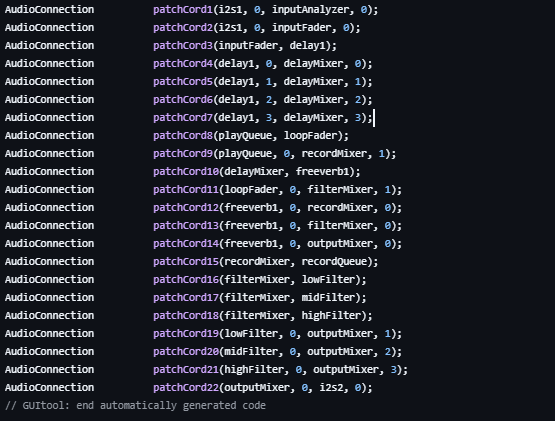 AudioConnection patchCord1(i2s1, 0, inputAnalyzer, 0);
AudioConnection patchCord2(i2s1, 0, inputFader, 0);
AudioConnection patchCord3(inputFader, delay1);
AudioConnection patchCord4(delay1, 0, delayMixer, 0);
AudioConnection patchCord5(delay1, 1, delayMixer, 1);
AudioConnection patchCord6(delay1, 2, delayMixer, 2);
AudioConnection patchCord7(delay1, 3, delayMixer, 3);
AudioConnection patchCord8(playQueue, loopFader);
AudioConnection patchCord9(playQueue, 0, recordMixer, 1);
AudioConnection patchCord10(delayMixer, freeverb1);
AudioConnection patchCord11(loopFader, 0, filterMixer, 1);
AudioConnection patchCord12(freeverb1, 0, recordMixer, 0);
AudioConnection patchCord13(freeverb1, 0, filterMixer, 0);
AudioConnection patchCord14(freeverb1, 0, outputMixer, 0);
AudioConnection patchCord15(recordMixer, recordQueue);
AudioConnection patchCord16(filterMixer, lowFilter);
AudioConnection patchCord17(filterMixer, midFilter);
AudioConnection patchCord18(filterMixer, highFilter);
AudioConnection patchCord19(lowFilter, 0, outputMixer, 1);
AudioConnection patchCord20(midFilter, 0, outputMixer, 2);
AudioConnection patchCord21(highFilter, 0, outputMixer, 3);
AudioConnection patchCord22(outputMixer, 0, i2s2, 0);
// GUItool: end automatically generated code